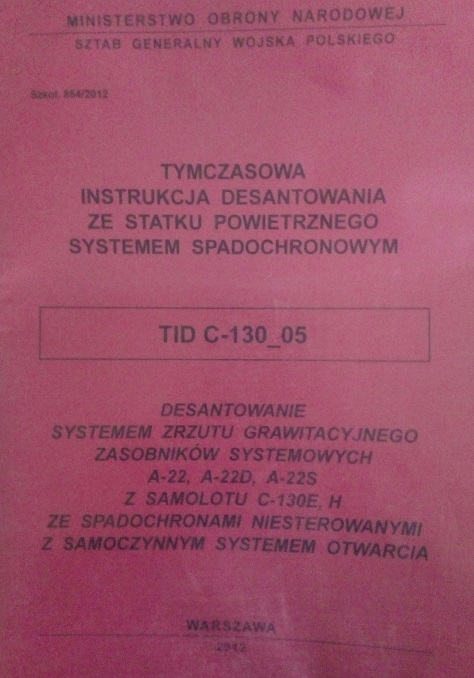 MINISTERSTWO OBRONY NARODOWEJ
SZTAB GENERALNY WOJSKA POLSKIEGO
Szkol. 854/2012
TYMCZASOWA
INSTRUKCJA DESANTOWANIA
ZE STATKU POWIETRZNEGO
SYSTEMEM SPADOCHRONOWYM
TID C-130_05
DESANTOWANIE
SYSTEMEM ZRZUTU GRAWITACYJNEGO
ZASOBNIKÓW SYSTEMOWYCH
A-22, A-22D, A-22S
Z SAMOLOTU C-130E, H
ZE SPADOCHRONAMI NIESTEROWANYMI
Z SAMOCZYNNYM SYSTEMEM OTWARCIA
WARSZAWA
2012